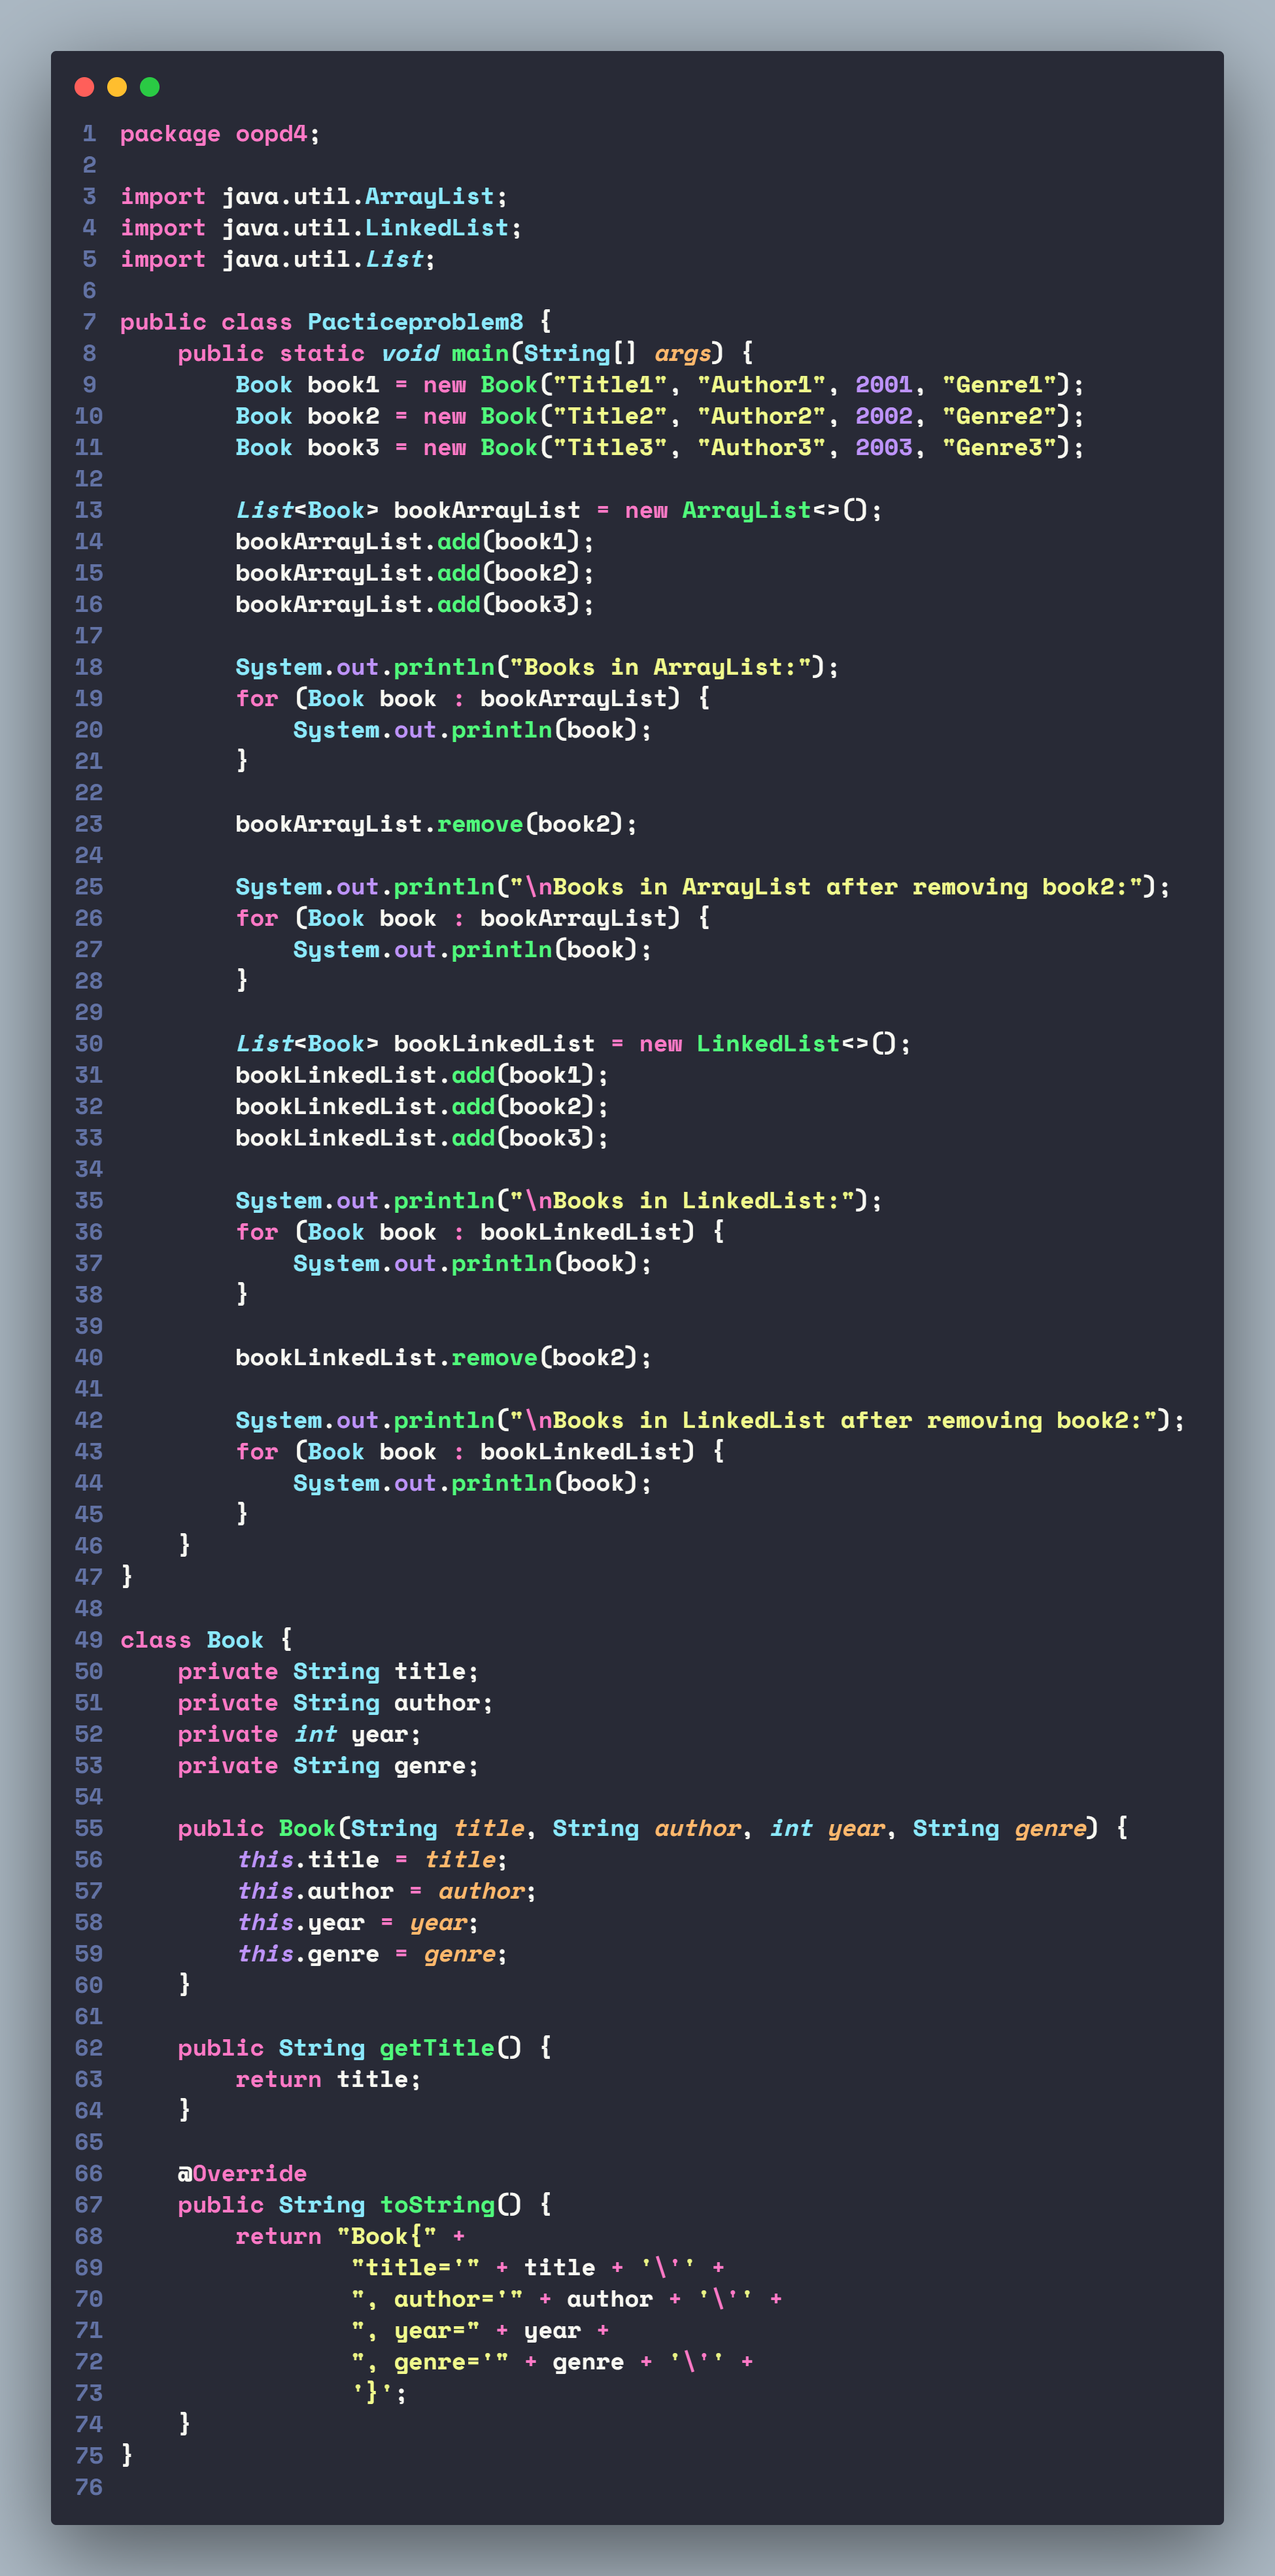 1 package oopd4;
2
3 import java.util.ArrayList;
4 import java.util.LinkedList;
5 import java.util.List;
6
7 public class Pacticeproblem8 {
8     public static void main(String[] args) {
9         Book book1 = new Book("Title1", "Author1", 2001, "Genre1");
10         Book book2 = new Book("Title2", "Author2", 2002, "Genre2");
11         Book book3 = new Book("Title3", "Author3", 2003, "Genre3");
12
13         List<Book> bookArrayList = new ArrayList<>();
14         bookArrayList.add(book1);
15         bookArrayList.add(book2);
16         bookArrayList.add(book3);
17
18         System.out.println("Books in ArrayList:");
19         for (Book book : bookArrayList) {
20             System.out.println(book);
21         }
22
23         bookArrayList.remove(book2);
24
25         System.out.println("\nBooks in ArrayList after removing book2:");
26         for (Book book : bookArrayList) {
27             System.out.println(book);
28         }
29
30         List<Book> bookLinkedList = new LinkedList<>();
31         bookLinkedList.add(book1);
32         bookLinkedList.add(book2);
33         bookLinkedList.add(book3);
34
35         System.out.println("\nBooks in LinkedList:");
36         for (Book book : bookLinkedList) {
37             System.out.println(book);
38         }
39
40         bookLinkedList.remove(book2);
41
42         System.out.println("\nBooks in LinkedList after removing book2:");
43         for (Book book : bookLinkedList) {
44             System.out.println(book);
45         }
46     }
47 }
48
49 class Book {
50     private String title;
51     private String author;
52     private int year;
53     private String genre;
54
55     public Book(String title, String author, int year, String genre) {
56         this.title = title;
57         this.author = author;
58         this.year = year;
59         this.genre = genre;
60     }
61
62     public String getTitle() {
63         return title;
64     }
65
66     @Override
67     public String toString() {
68         return "Book{" +
69                 "title='" + title + '\'' +
70                 ", author='" + author + '\'' +
71                 ", year=" + year +
72                 ", genre='" + genre + '\'' +
73                 '}';
74     }
75 }
76